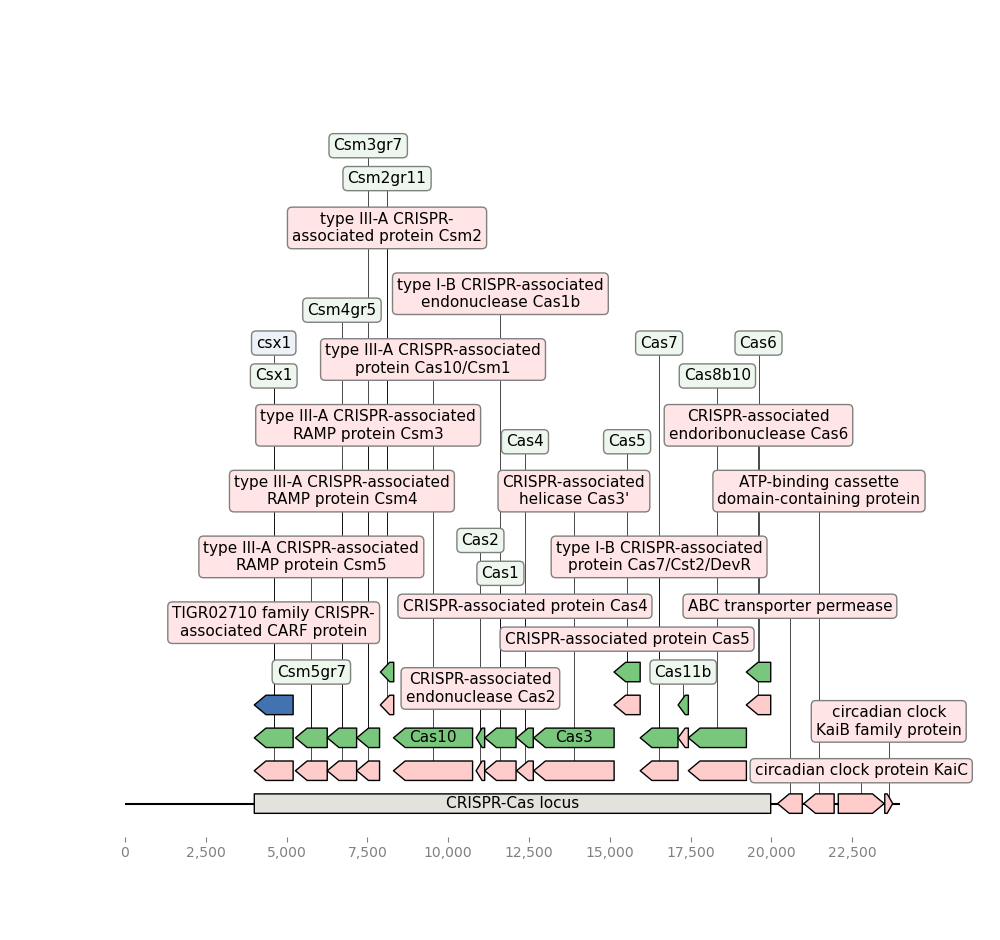 Csm3gr7
Csm2gr11
type III-A CRISPR-
associated protein Csm2
type I-B CRISPR-associated
endonuclease Cas1b
Csm4gr5
csx1
Cas7
Cas6
type III-A CRISPR-associated
protein Cas10/Csm1
Csx1
Cas8b10
type III-A CRISPR-associated
RAMP protein Csm3
CRISPR-associated
endoribonuclease Cas6
Cas4
Cas5
type III-A CRISPR-associated
RAMP protein Csm4
CRISPR-associated
helicase Cas3'
ATP-binding cassette
domain-containing protein
Cas2
type III-A CRISPR-associated
RAMP protein Csm5
type I-B CRISPR-associated
protein Cas7/Cst2/DevR
Cas1
CRISPR-associated protein Cas4
ABC transporter permease
TIGR02710 family CRISPR-
associated CARF protein
CRISPR-associated protein Cas5
Csm5gr7
CRISPR-associated
endonuclease Cas2
Cas11b
circadian clock
KaiB family protein
Cas10
Cas3
circadian clock protein KaiC
CRISPR-Cas locus
0
2,500
5,000
7,500
10,000
12,500
15,000
17,500
20,000
22,500